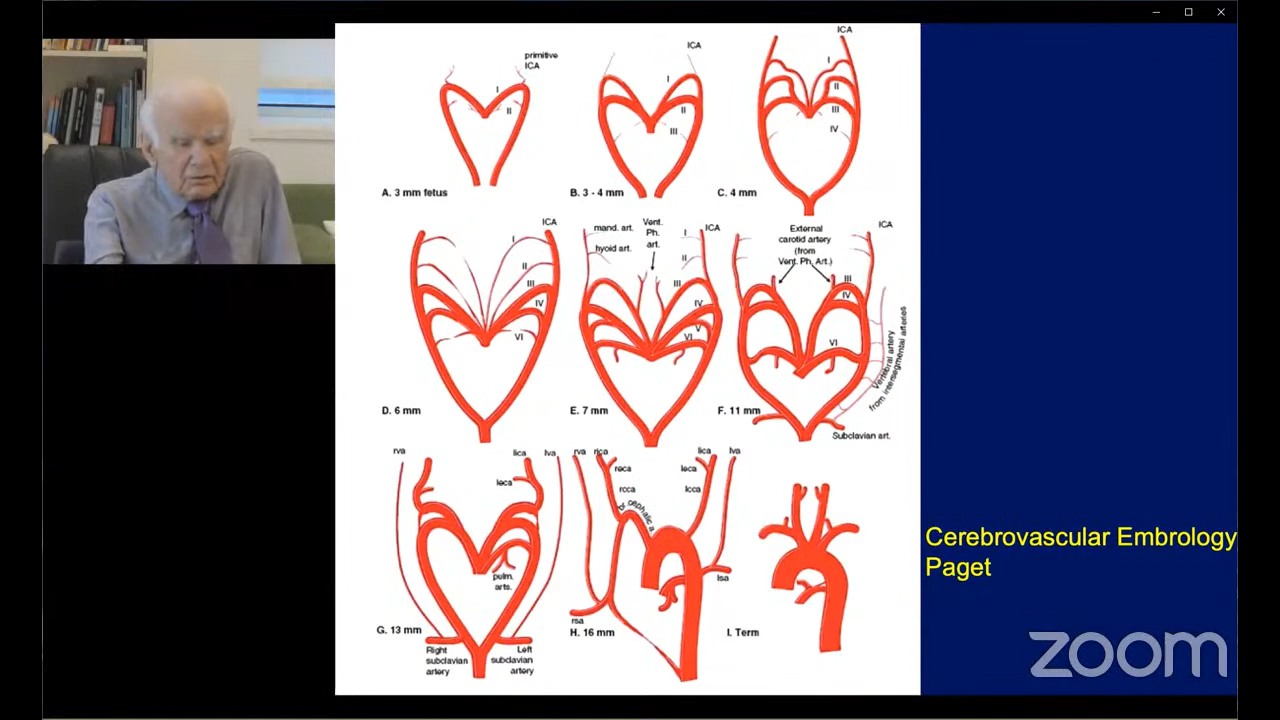 primitive
ICA
I
II
A. 3 mm fetus
ICA
I
II
III
B. 3 - 4 mm
ICA
I
II
III
IV
C. 4 mm
ICA
I
II
III
IV
VI
D. 6 mm
mand. art.
hyoid art.
Vent.
Ph.
art.
I
ICA
II
III
IV
V
VI
E. 7 mm
External
carotid artery
(from
Vent. Ph. Art.)
ICA
III
IV
VI
Vertebral artery
from intersegmental arteries
F. 11 mm
Subclavian art.
rva
lica
lva
leca
pulm.
arts.
G. 13 mm
Right
subclavian
artery
Left
subclavian
artery
rva
rica
lica
lva
reca
leca
rcca
lcca
br. cephalic a
lsa
rsa
H. 16 mm
I. Term
Cerebrovascular Embrology
Paget
zoom